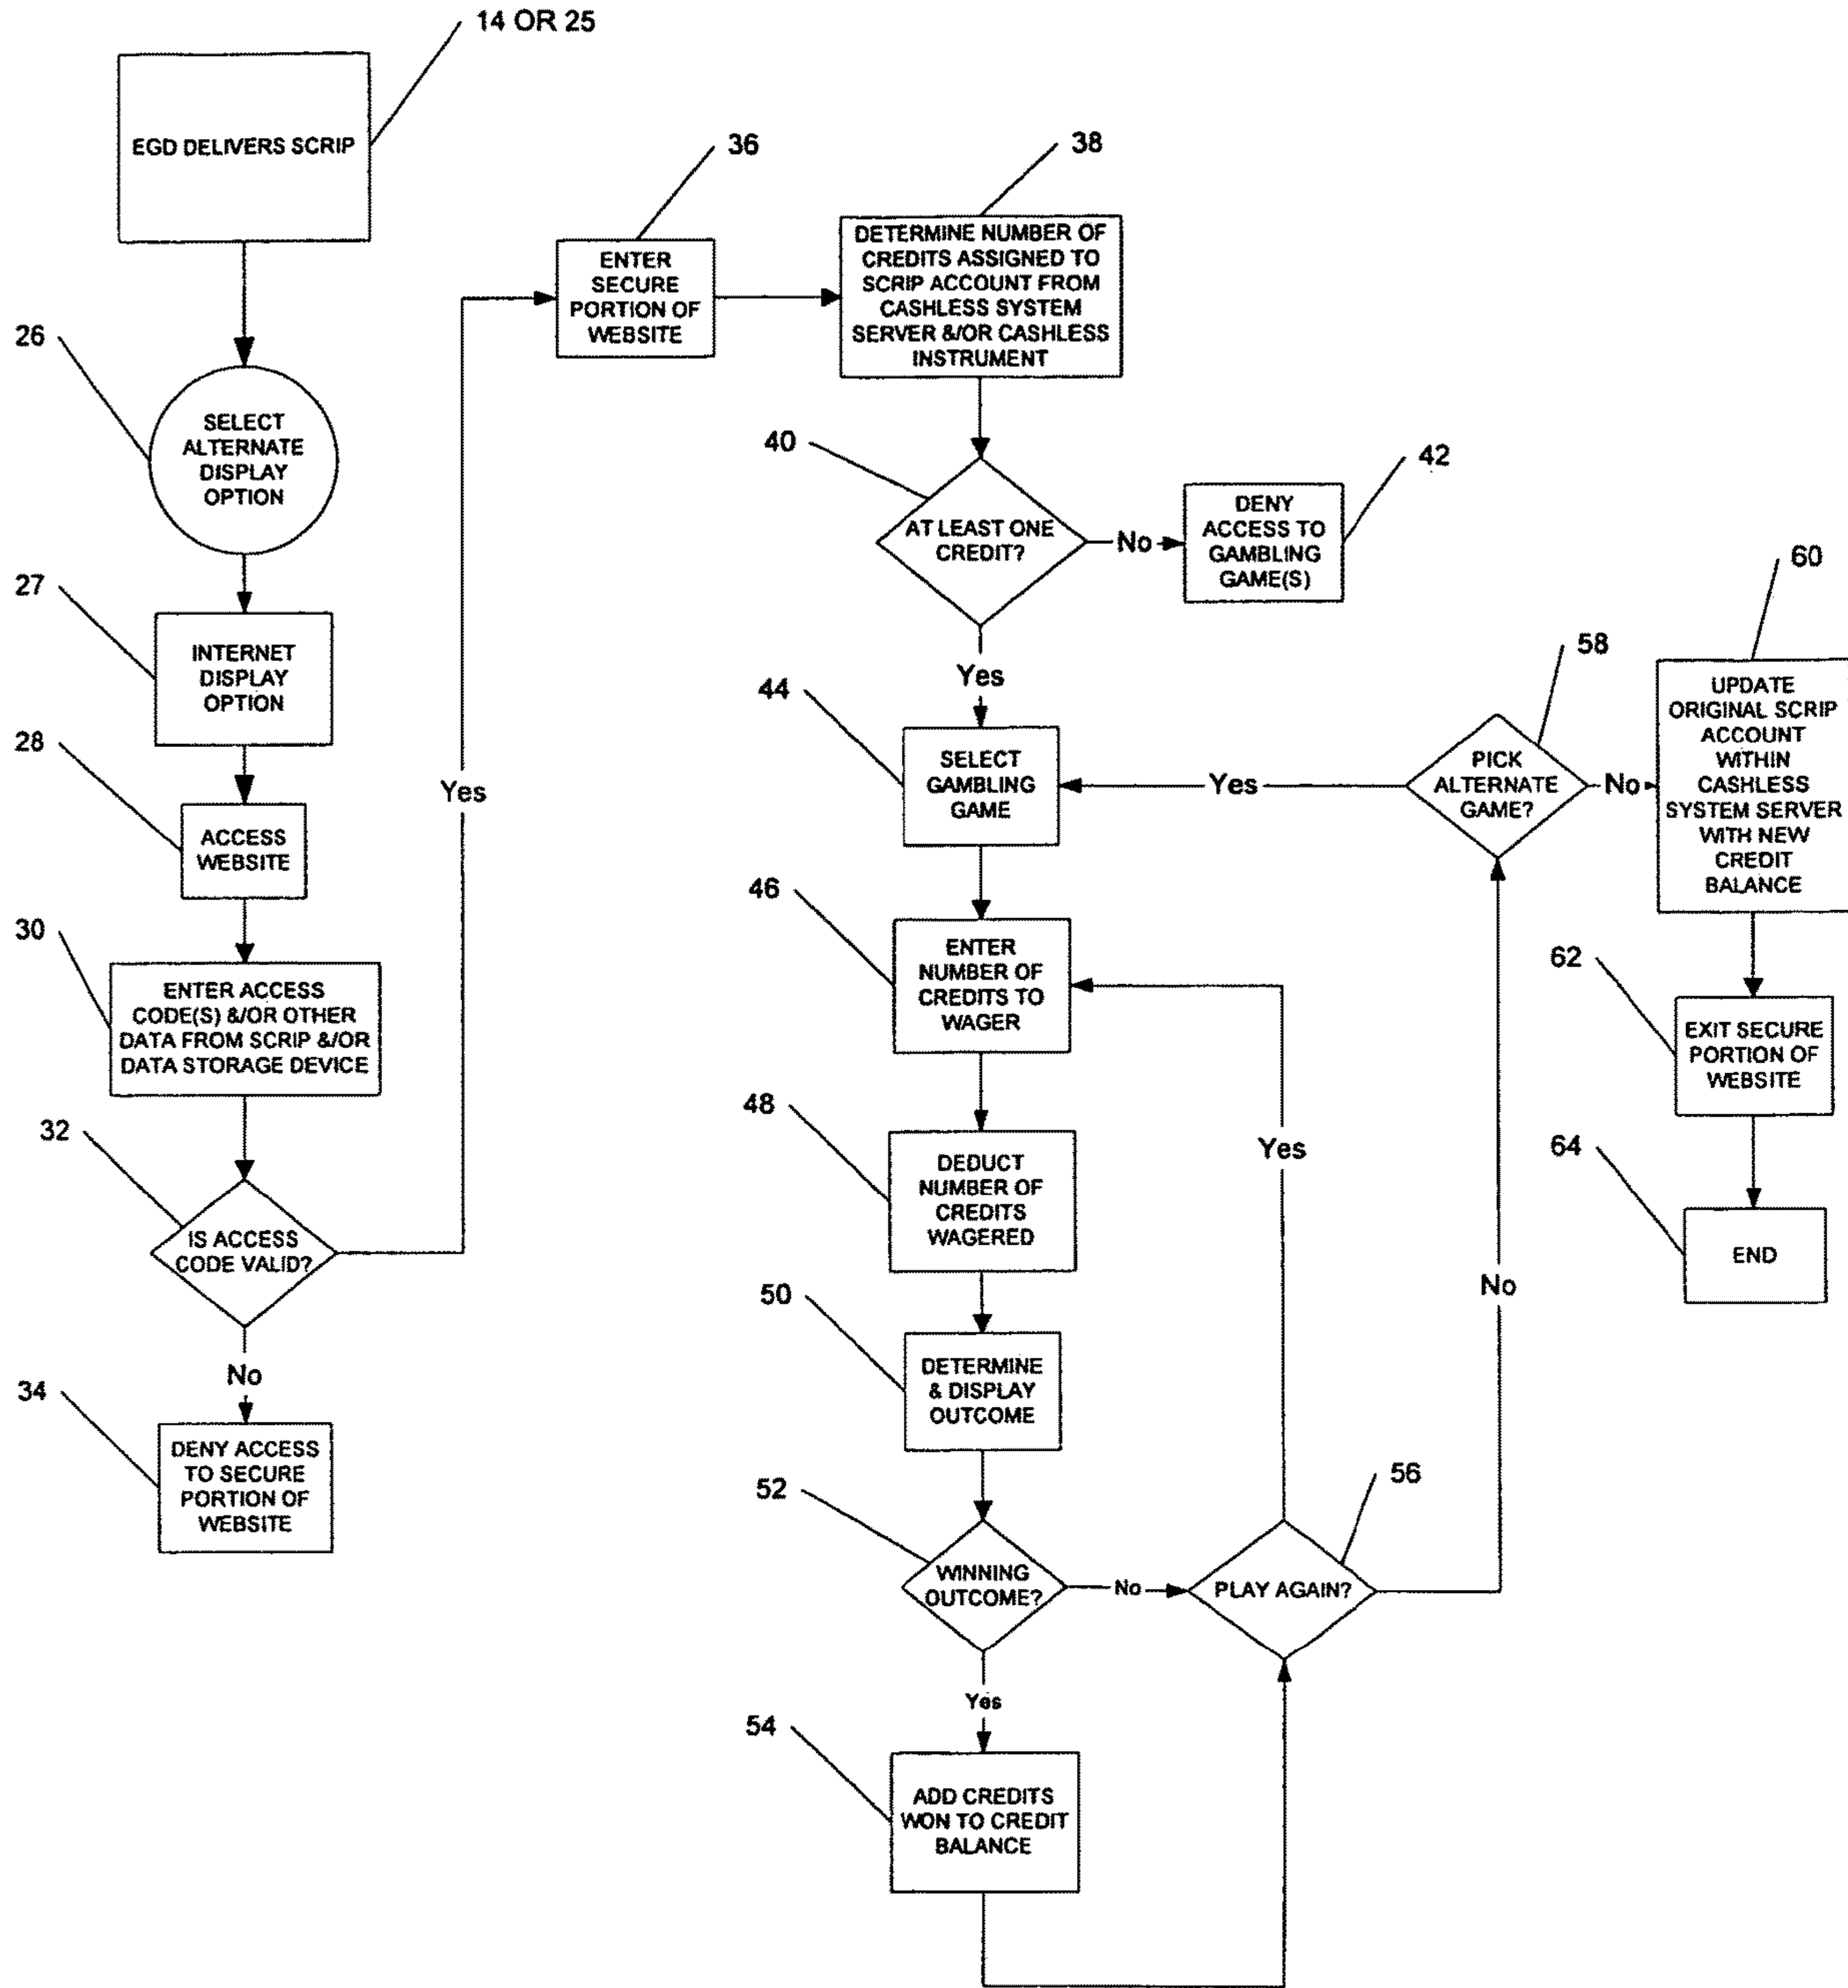 14 OR 25
EGD DELIVERS SCRIP
26
SELECT
ALTERNATE
DISPLAY
OPTION
27
INTERNET
DISPLAY
OPTION
28
ACCESS
WEBSITE
30
ENTER ACCESS
CODE(S) &/OR OTHER
DATA FROM SCRIP &/OR
DATA STORAGE DEVICE
32
IS ACCESS
CODE VALID?
No
34
DENY ACCESS
TO SECURE
PORTION OF
WEBSITE
Yes
36
ENTER
SECURE
PORTION OF
WEBSITE
38
DETERMINE NUMBER OF
CREDITS ASSIGNED TO
SCRIP ACCOUNT FROM
CASHLESS SYSTEM
SERVER &/OR CASHLESS
INSTRUMENT
40
AT LEAST ONE
CREDIT?
No
42
DENY
ACCESS TO
GAMBLING
GAME(S)
Yes
44
SELECT
GAMBLING
GAME
46
ENTER
NUMBER OF
CREDITS TO
WAGER
48
DEDUCT
NUMBER OF
CREDITS
WAGERED
50
DETERMINE
& DISPLAY
OUTCOME
52
WINNING
OUTCOME?
No
Yes
54
ADD CREDITS
WON TO CREDIT
BALANCE
56
PLAY AGAIN?
Yes
No
58
PICK
ALTERNATE
GAME?
Yes
No
60
UPDATE
ORIGINAL SCRIP
ACCOUNT
WITHIN
CASHLESS
SYSTEM SERVER
WITH NEW
CREDIT
BALANCE
62
EXIT SECURE
PORTION OF
WEBSITE
64
END